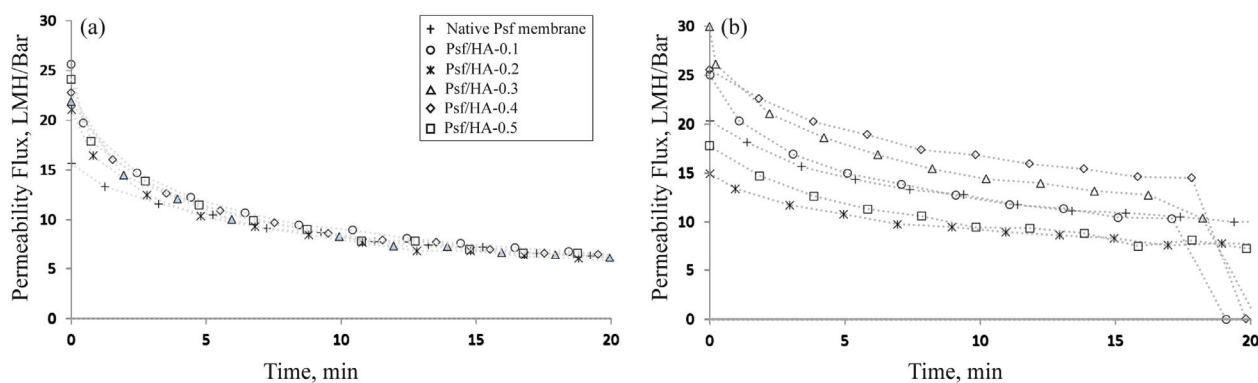 (a)
Permeability Flux, LMH/Bar
30
25
20
15
10
5
0
0 5 10 15 20
Time, min
Native Psf membrane
Psf/HA-0.1
Psf/HA-0.2
Psf/HA-0.3
Psf/HA-0.4
Psf/HA-0.5
(b)
Permeability Flux, LMH/Bar
30
25
20
15
10
5
0
0 5 10 15 20
Time, min